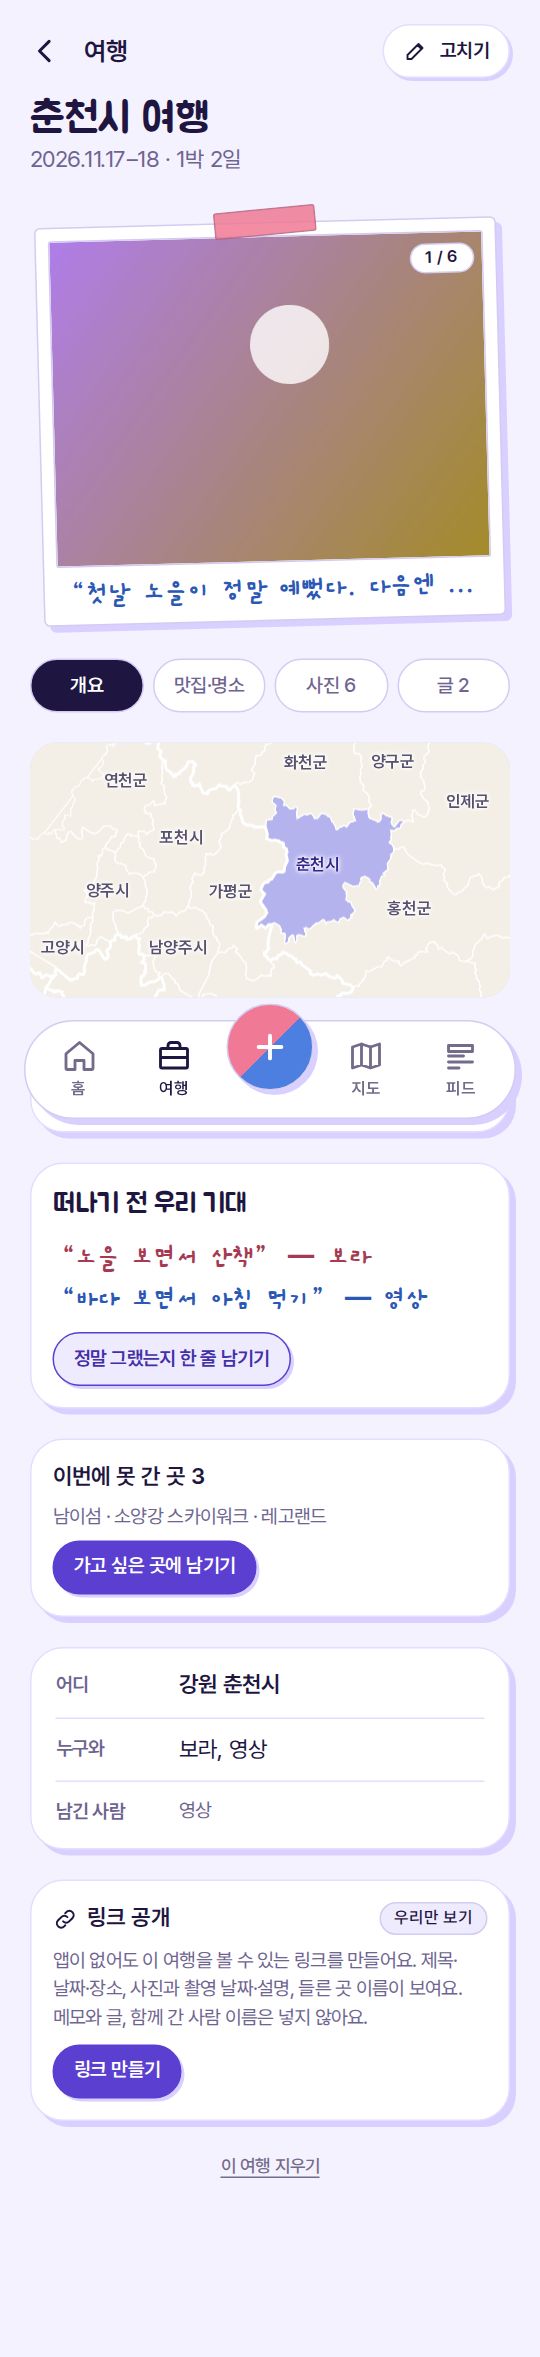 여행
고치기
춘천시 여행
2026.11.17–18 · 1박 2일
1 / 6
“첫날 노을이 정말 예뻤다. 다음엔 ...
개요
맛집·명소
사진 6
글 2
화천군
양구군
연천군
인제군
포천시
춘천시
양주시
가평군
홍천군
고양시
남양주시
홈
여행
지도
피드
떠나기 전 우리 기대
“노을 보면서 산책” — 보라
“바다 보면서 아침 먹기” — 영상
정말 그랬는지 한 줄 남기기
이번에 못 간 곳 3
남이섬 · 소양강 스카이워크 · 레고랜드
가고 싶은 곳에 남기기
어디
강원 춘천시
누구와
보라, 영상
남긴 사람
영상
링크 공개
우리만 보기
앱이 없어도 이 여행을 볼 수 있는 링크를 만들어요. 제목·
날짜·장소, 사진과 촬영 날짜·설명, 들른 곳 이름이 보여요.
메모와 글, 함께 간 사람 이름은 넣지 않아요.
링크 만들기
이 여행 지우기